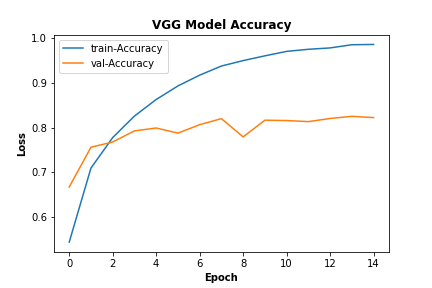 VGG Model Accuracy
train-Accuracy
val-Accuracy
Loss
1.0
0.9
0.8
0.7
0.6
0 2 4 6 8 10 12 14
Epoch